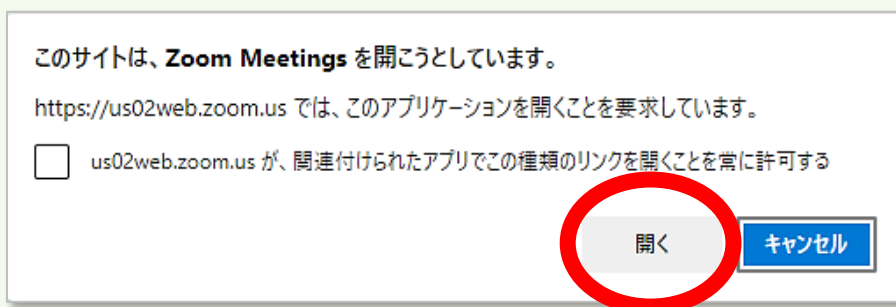 このサイトは、Zoom Meetings を開こうとしています。
https://us02web.zoom.us では、このアプリケーションを開くことを要求しています。
us02web.zoom.us が、関連付けられたアプリでこの種類のリンクを開くことを常に許可する
開く
キャンセル